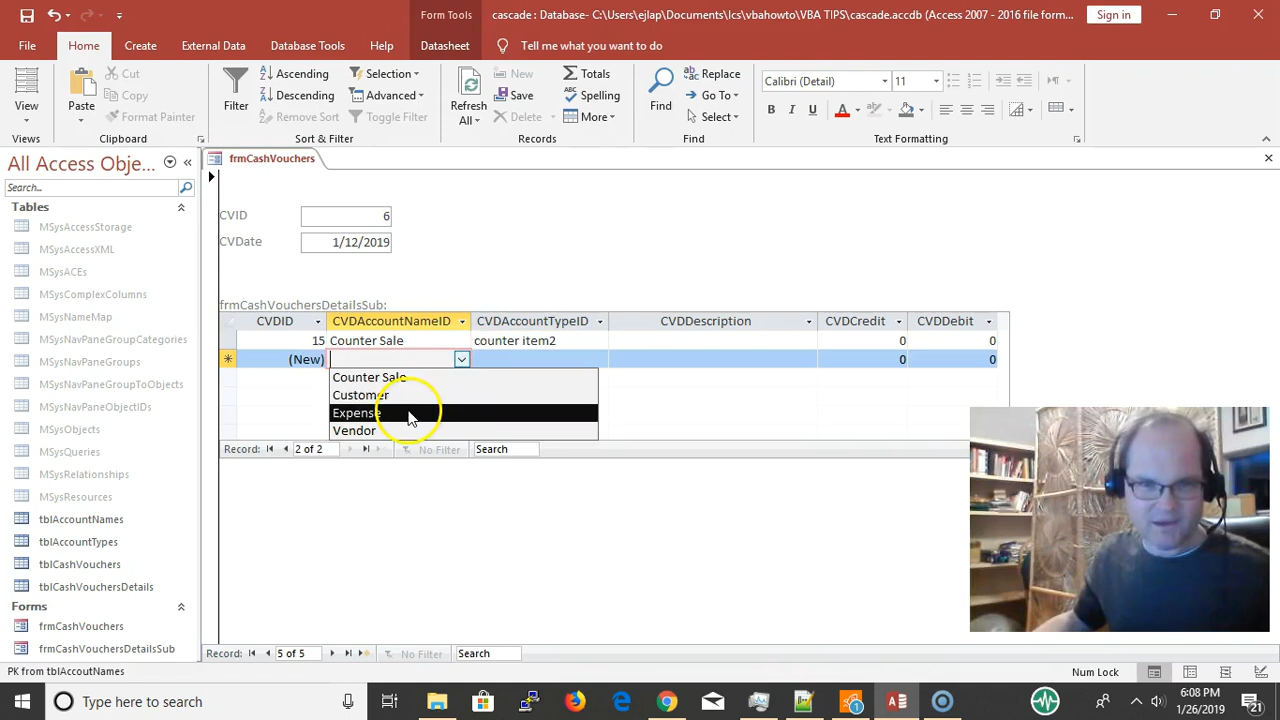 Form Tools
cascade : Database- C:\Users\ejlap\Documents\lcs\vbahowto\VBA TIPS\cascade.accdb (Access 2007 - 2016 file form...
Sign in
File Home Create External Data Database Tools Help Datasheet Tell me what you want to do
View
Views
Paste
Cut
Copy
Format Painter
Clipboard
Filter
Ascending
Descending
Remove Sort
Selection
Advanced
Toggle Filter
Sort & Filter
Refresh
All
New
Save
Delete
Totals
Spelling
More
Records
Find
Replace
Go To
Select
Find
Calibri (Detail) 11
B I U A
Text Formatting
All Access Obje...
Search...
Tables
MSysAccessStorage
MSysAccessXML
MSysACEs
MSysComplexColumns
MSysNameMap
MSysNavPaneGroupCategories
MSysNavPaneGroups
MSysNavPaneGroupToObjects
MSysNavPaneObjectIDs
MSysObjects
MSysQueries
MSysRelationships
MSysResources
tblAccountNames
tblAccountTypes
tblCashVouchers
tblCashVouchersDetails
Forms
frmCashVouchers
frmCashVouchersDetailsSub
frmCashVouchers
CVID 6
CVDate 1/12/2019
frmCashVouchersDetailsSub:
CVDID CVDAccountNameID CVDAccountTypeID CVDDescription CVDCredit CVDDebit
15 Counter Sale counter item2 0 0
(New) 0 0
Counter Sale
Customer
Expense
Vendor
Record: 2 of 2 No Filter Search
Record: 5 of 5 No Filter Search
PK from tblAccoutNames
Num Lock
Type here to search
1
6:08 PM
1/26/2019
21